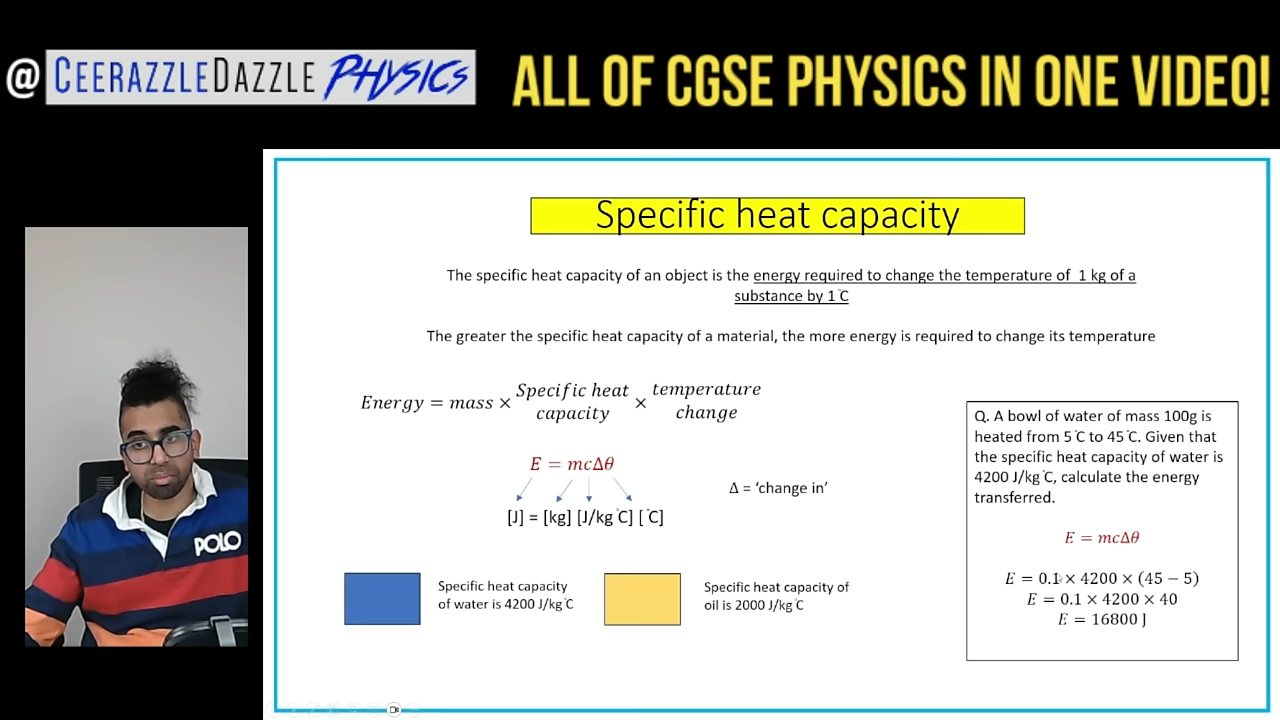 @ CEERAZZLEDAZZLE PHYSICS ALL OF CGSE PHYSICS IN ONE VIDEO!
Specific heat capacity
The specific heat capacity of an object is the energy required to change the temperature of 1 kg of a
substance by 1°C
The greater the specific heat capacity of a material, the more energy is required to change its temperature
Energy = mass × Specific heat capacity × temperature change
E = mcΔθ
Δ = 'change in'
[J] = [kg] [J/kg°C] [°C]
Specific heat capacity
of water is 4200 J/kg°C
Specific heat capacity of
oil is 2000 J/kg°C
Q. A bowl of water of mass 100g is
heated from 5°C to 45°C. Given that
the specific heat capacity of water is
4200 J/kg°C, calculate the energy
transferred.
E = mcΔθ
E = 0.1 × 4200 × (45 − 5)
E = 0.1 × 4200 × 40
E = 16800 J
POLO